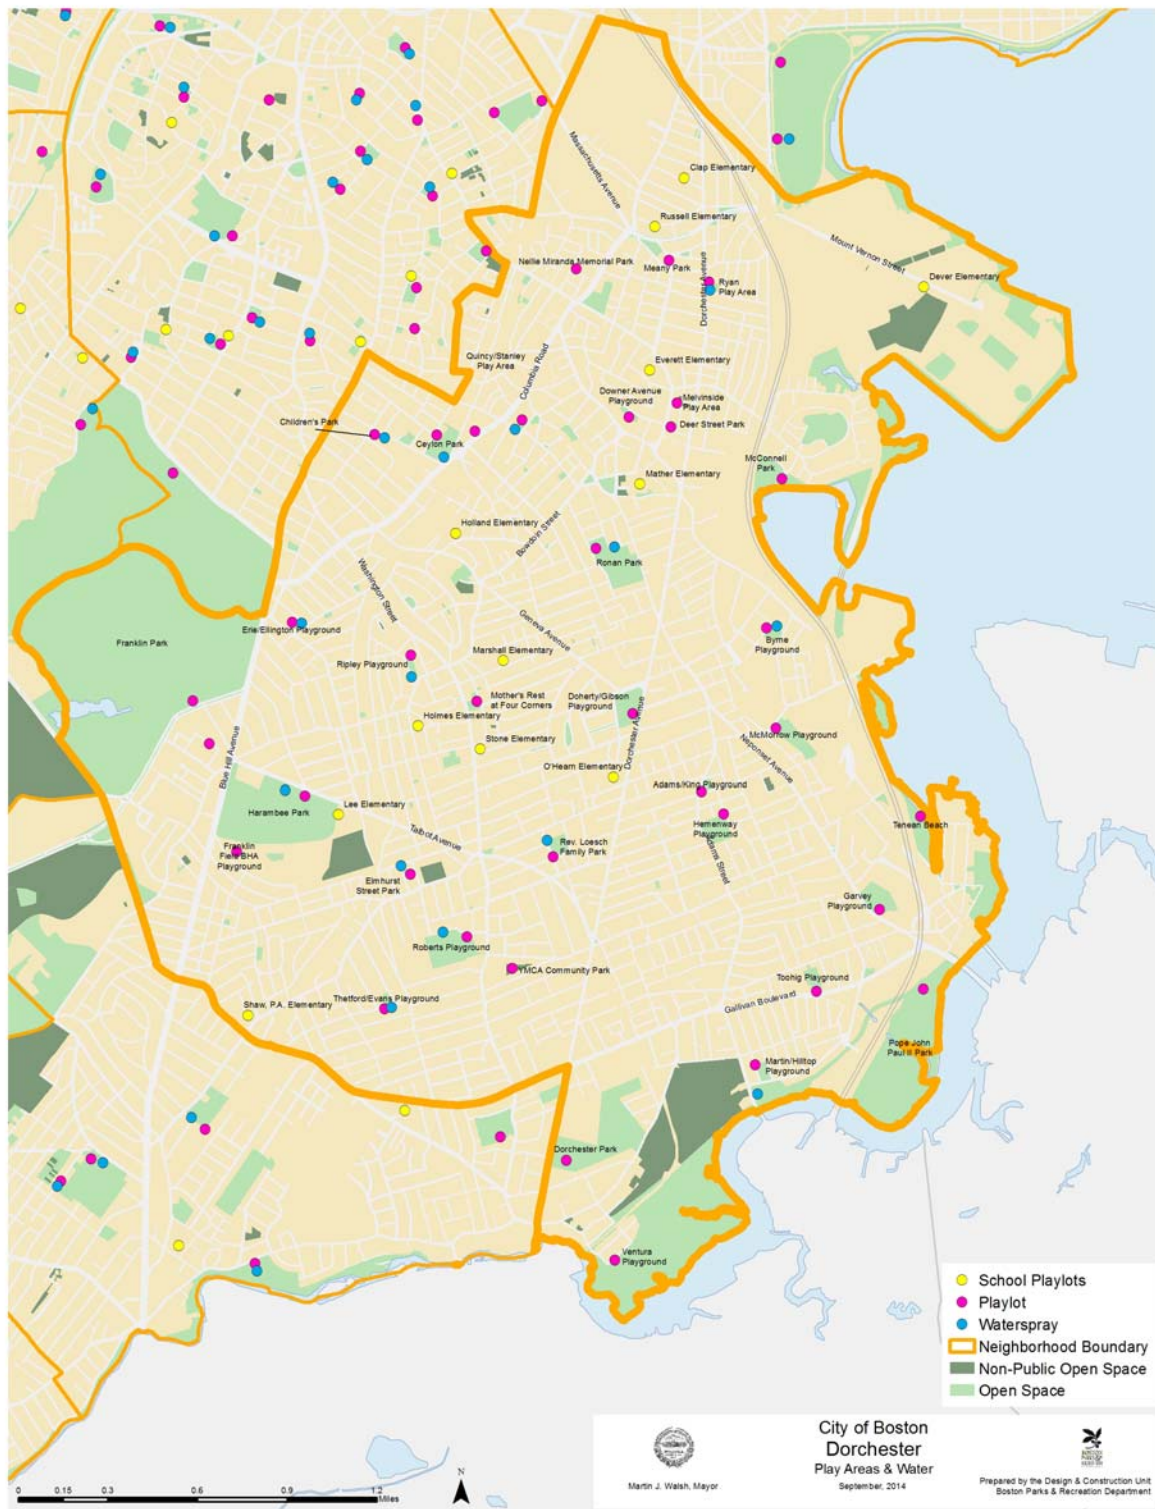 Clap Elementary
Massachusetts Avenue
Russell Elementary
Mount Vernon Street
Nellie Miranda Memorial Park
Meany Park
Dorchester Avenue
Ryan
Play Area
Dever Elementary
Quincy/Stanley
Play Area
Columbia Road
Everett Elementary
Downer Avenue
Playground
Melvinside
Play Area
Children's Park
Ceylon Park
Deer Street Park
McConnell
Park
Mather Elementary
Holland Elementary
Bowdoin Street
Ronan Park
Washington Street
Geneva Avenue
Erie/Ellington Playground
Byrne
Playground
Franklin Park
Marshall Elementary
Ripley Playground
Mother's Rest
at Four Corners
Doherty/Gibson
Playground
Dorchester Avenue
Holmes Elementary
McMorrow Playground
Stone Elementary
Blue Hill Avenue
Neponset Avenue
O'Hearn Elementary
Adams/King Playground
Lee Elementary
Harambee Park
Hemenway
Playground
Tenean Beach
Talbot Avenue
Adams Street
Franklin
Field BHA
Playground
Rev. Loesch
Family Park
Elmhurst
Street Park
Garvey
Playground
Roberts Playground
YMCA Community Park
Toohig Playground
Gallivan Boulevard
Shaw, P.A. Elementary
Thetford/Evans Playground
Pope John
Paul II Park
Martin/Hilltop
Playground
Dorchester Park
Ventura
Playground
School Playlots
Playlot
Waterspray
Neighborhood Boundary
Non-Public Open Space
Open Space
City of Boston
Dorchester
Play Areas & Water
September, 2014
Martin J. Walsh, Mayor
Prepared by the Design & Construction Unit
Boston Parks & Recreation Department
N
0 0.15 0.3 0.6 0.9 1.2
Miles